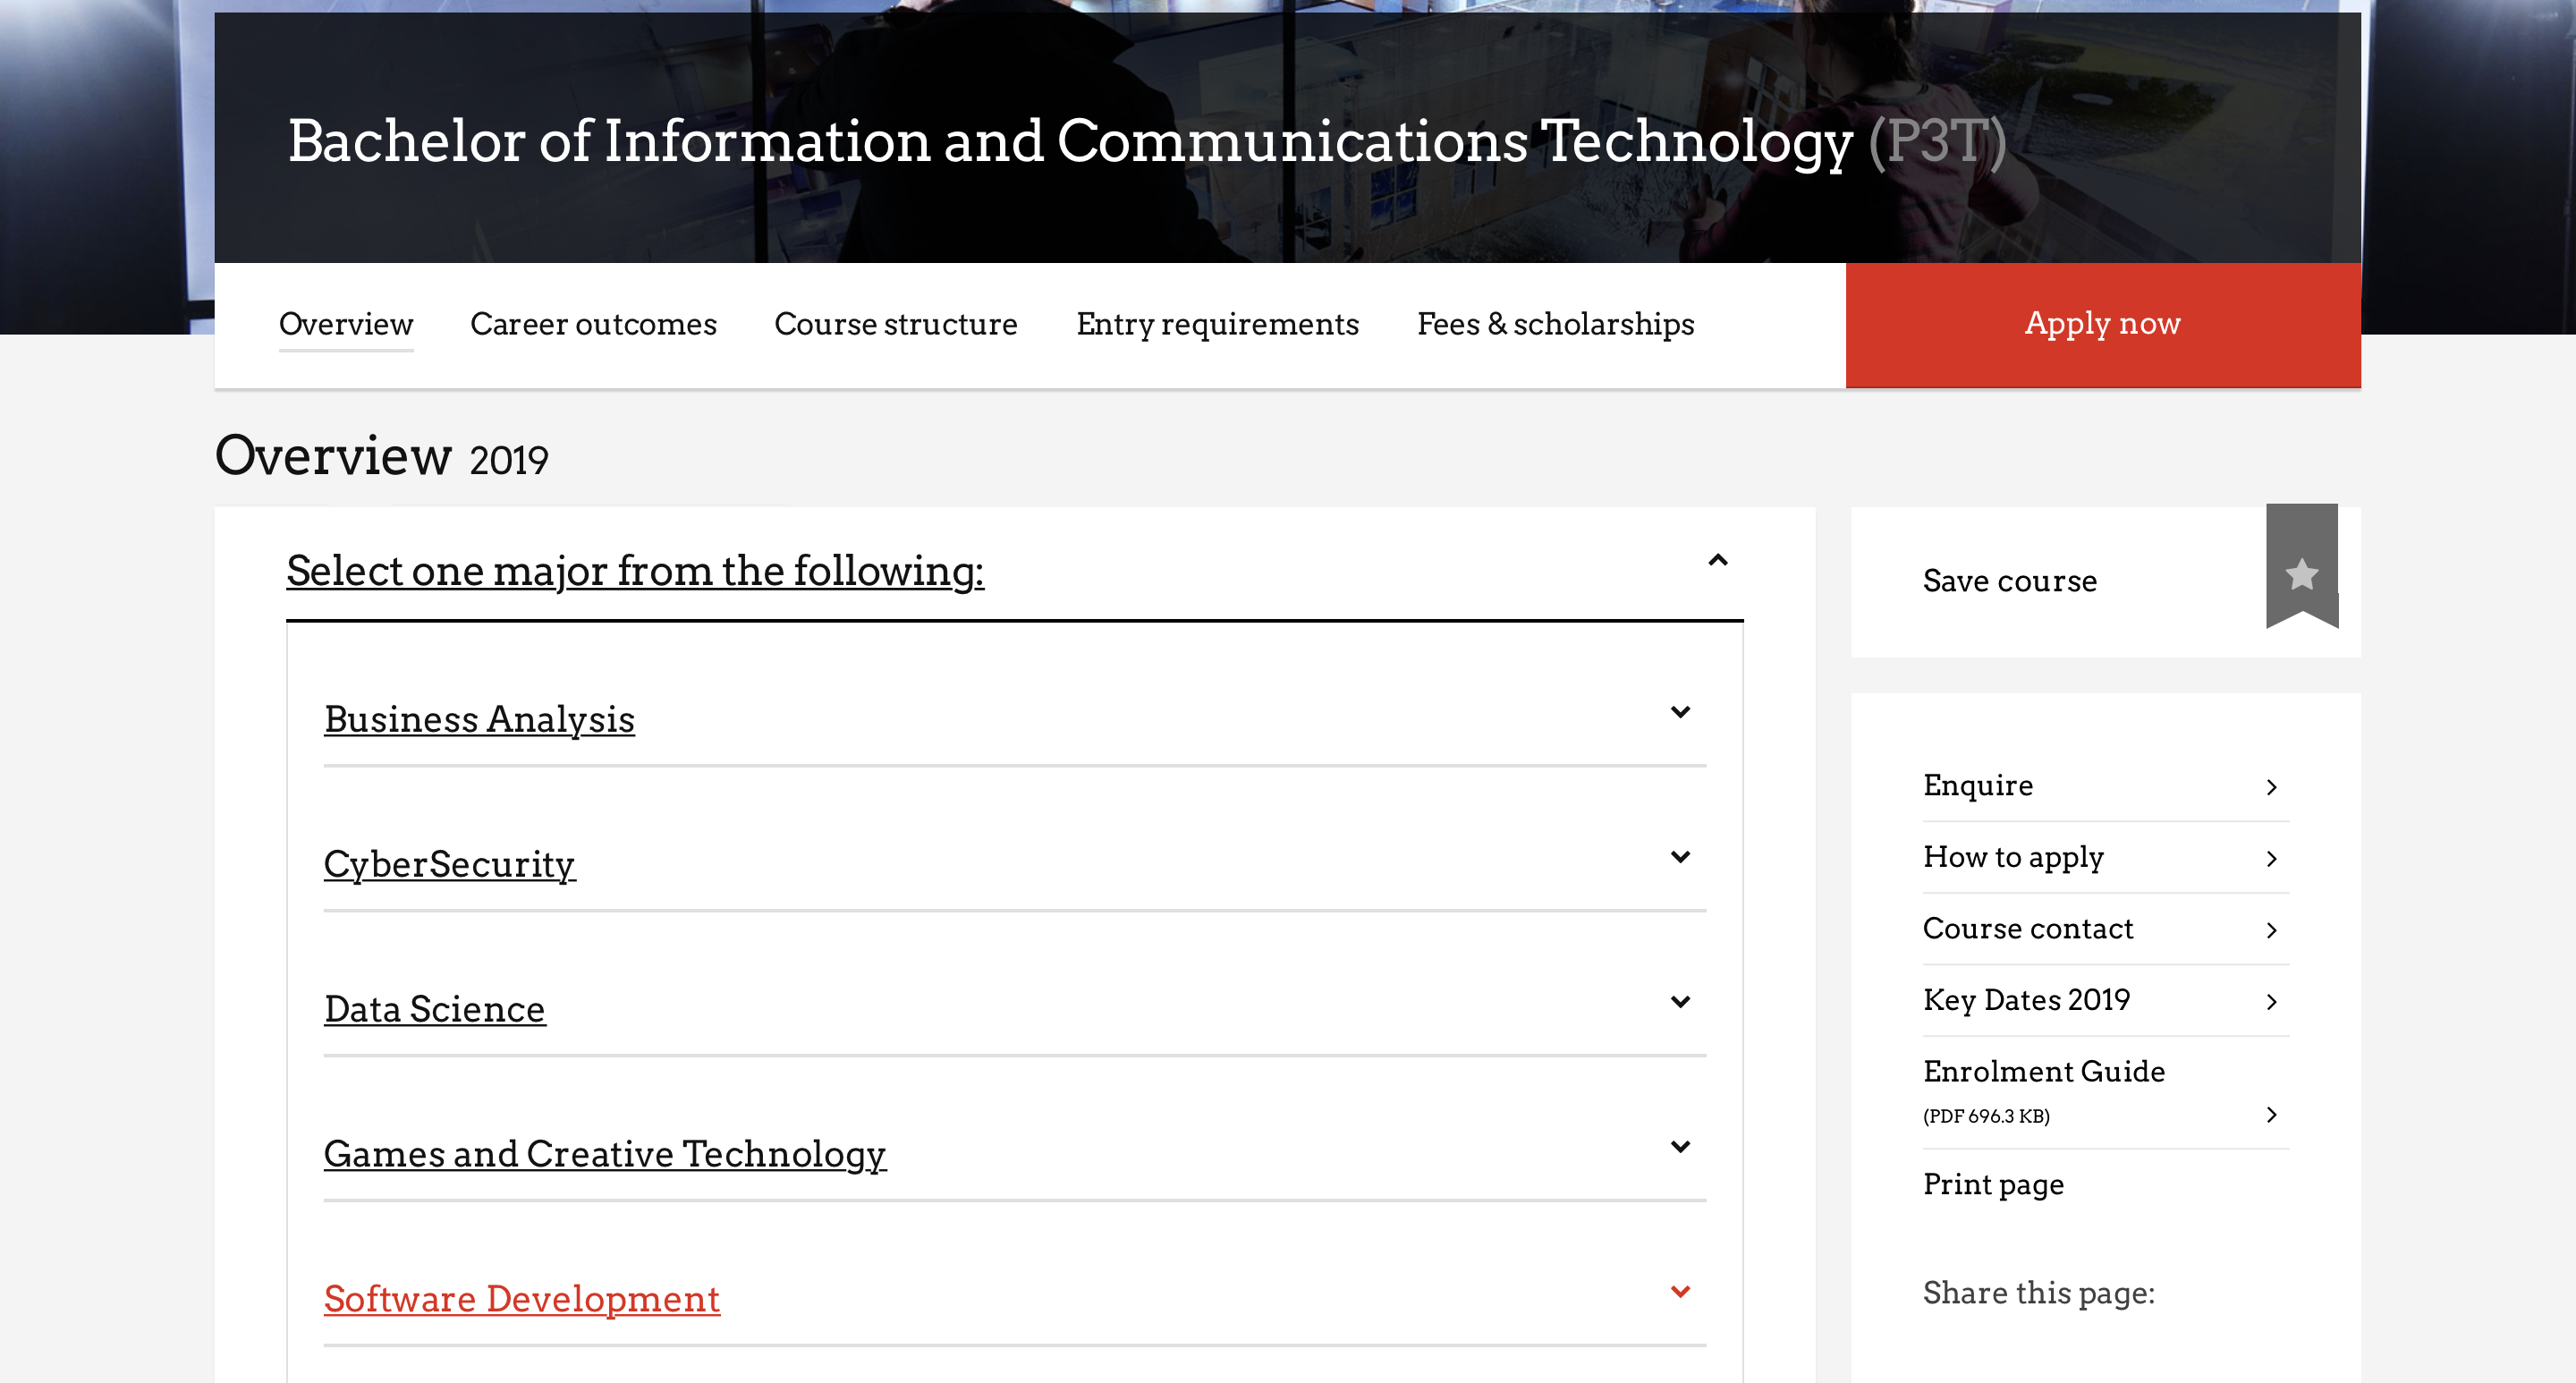 Bachelor of Information and Communications Technology (P3T)
Overview
Career outcomes
Course structure
Entry requirements
Fees & scholarships
Apply now
Overview 2019
Select one major from the following:
Business Analysis
CyberSecurity
Data Science
Games and Creative Technology
Software Development
Save course
Enquire
How to apply
Course contact
Key Dates 2019
Enrolment Guide
(PDF 696.3 KB)
Print page
Share this page: